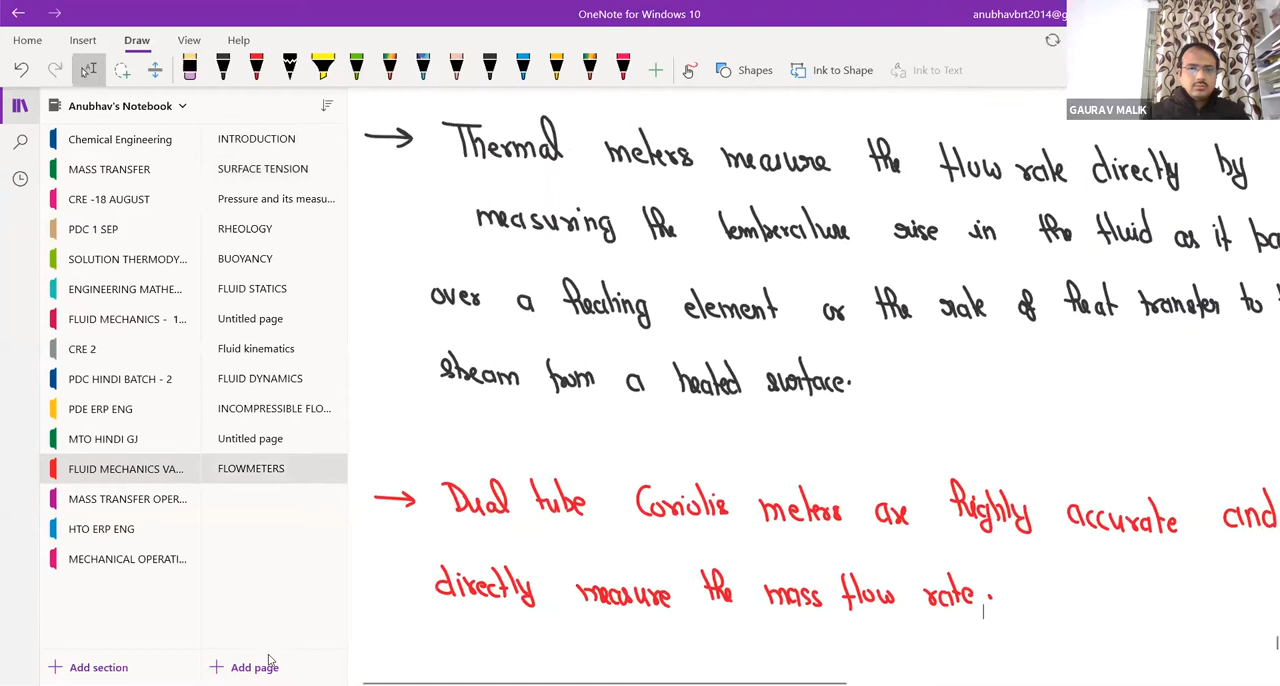 OneNote for Windows 10
anubhavbrt2014@g
Home Insert Draw View Help
Shapes Ink to Shape Ink to Text
GAURAV MALIK
Anubhav's Notebook
Chemical Engineering
MASS TRANSFER
CRE -18 AUGUST
PDC 1 SEP
SOLUTION THERMODY...
ENGINEERING MATHE...
FLUID MECHANICS - 1...
CRE 2
PDC HINDI BATCH - 2
PDE ERP ENG
MTO HINDI GJ
FLUID MECHANICS VA...
MASS TRANSFER OPER...
HTO ERP ENG
MECHANICAL OPERATI...
Add section
INTRODUCTION
SURFACE TENSION
Pressure and its measu...
RHEOLOGY
BUOYANCY
FLUID STATICS
Untitled page
Fluid kinematics
FLUID DYNAMICS
INCOMPRESSIBLE FLO...
Untitled page
FLOWMETERS
Add page
→ Thermal meters measure the flow rate directly by
measuring the temperature rise in the fluid as it pa
over a heating element or the rate of heat transfer to t
stream from a heated surface.
→ Dual tube Coriolis meters are highly accurate and
directly measure the mass flow rate.